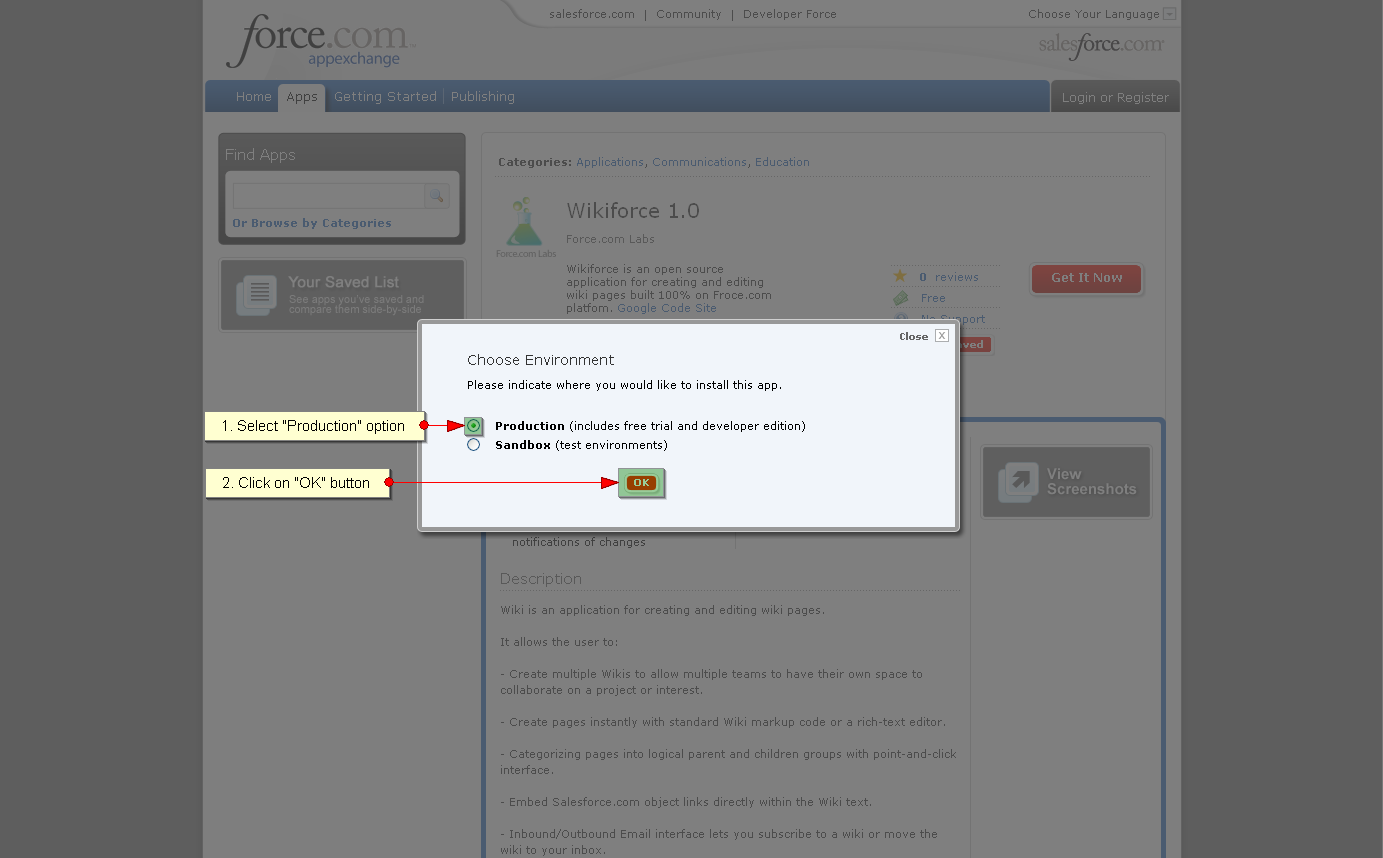 salesforce.com | Community | Developer Force
Choose Your Language
force.com
appexchange
salesforce.com
Home
Apps
Getting Started
Publishing
Login or Register
Find Apps
Or Browse by Categories
Your Saved List
See apps you've saved and
compare them side-by-side
Categories: Applications, Communications, Education
Force.com Labs
Wikiforce 1.0
Force.com Labs
Wikiforce is an open source
application for creating and editing
wiki pages built 100% on Froce.com
platfom. Google Code Site
0 reviews
Free
No Support
Get It Now
Close X
Choose Environment
Please indicate where you would like to install this app.
1. Select "Production" option
Production (includes free trial and developer edition)
Sandbox (test environments)
2. Click on "OK" button
OK
View
Screenshots
notifications of changes
Description
Wiki is an application for creating and editing wiki pages.
It allows the user to:
- Create multiple Wikis to allow multiple teams to have their own space to
collaborate on a project or interest.
- Create pages instantly with standard Wiki markup code or a rich-text editor.
- Categorizing pages into logical parent and children groups with point-and-click
interface.
- Embed Salesforce.com object links directly within the Wiki text.
- Inbound/Outbound Email interface lets you subscribe to a wiki or move the
wiki to your inbox.